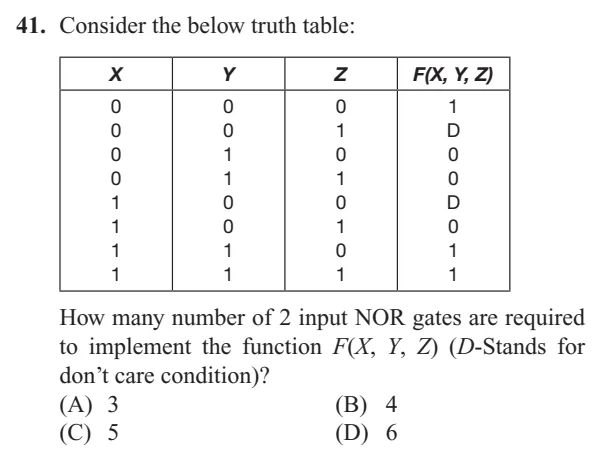 41. Consider the below truth table:
X Y Z F(X, Y, Z)
0 0 0 1
0 0 1 D
0 1 0 0
0 1 1 0
1 0 0 D
1 0 1 0
1 1 0 1
1 1 1 1
How many number of 2 input NOR gates are required
to implement the function F(X, Y, Z) (D-Stands for
don’t care condition)?
(A) 3 (B) 4
(C) 5 (D) 6